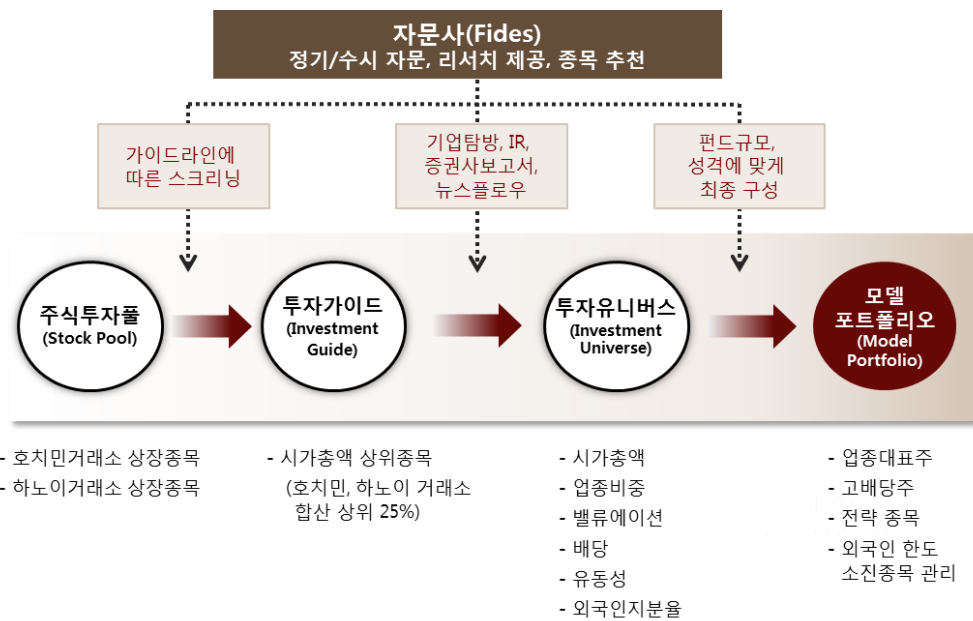 자문사(Fides)
정기/수시 자문, 리서치 제공, 종목 추천
가이드라인에
따른 스크리닝
기업탐방, IR,
증권사보고서,
뉴스플로우
펀드규모,
성격에 맞게
최종 구성
주식투자풀
(Stock Pool)
투자가이드
(Investment
Guide)
투자유니버스
(Investment
Universe)
모델
포트폴리오
(Model
Portfolio)
- 호치민거래소 상장종목
- 하노이거래소 상장종목
- 시가총액 상위종목
(호치민, 하노이 거래소
합산 상위 25%)
- 시가총액
- 업종비중
- 밸류에이션
- 배당
- 유동성
- 외국인지분율
- 업종대표주
- 고배당주
- 전략 종목
- 외국인 한도
소진종목 관리